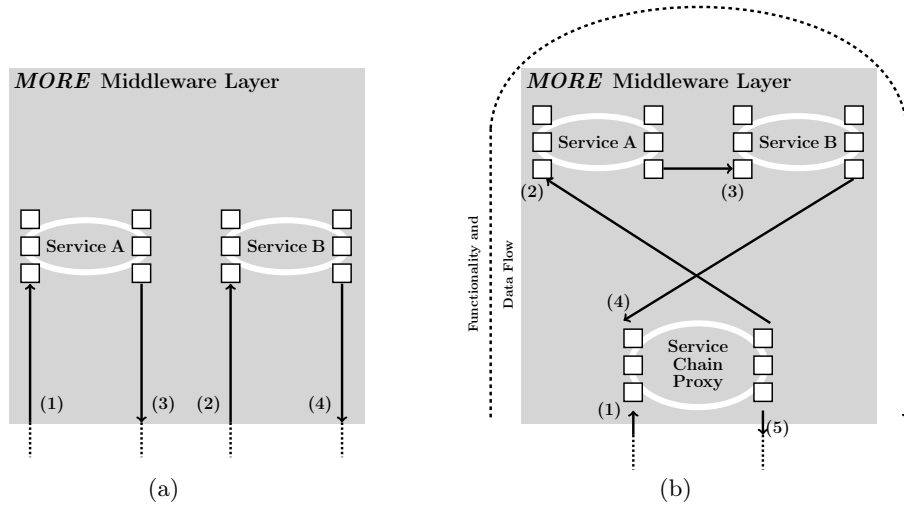 MORE Middleware Layer
Service A
Service B
(1)
(3)
(2)
(4)
(a)
MORE Middleware Layer
Service A
Service B
(2)
(3)
Functionality and
Data Flow
(4)
Service
Chain
Proxy
(1)
(5)
(b)